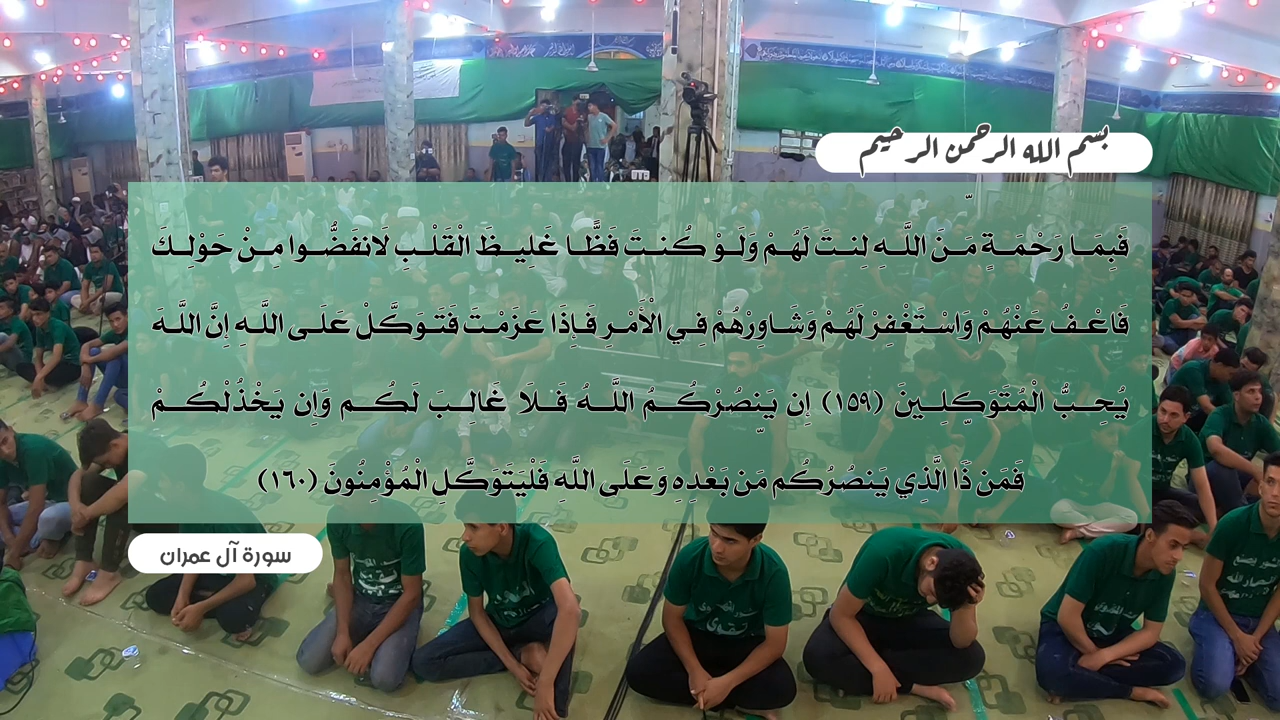 بسم الله الرحمن الرحيم
فَبِمَا رَحْمَةٍ مَنَ اللَّهِ لِنتَ لَهُمْ وَلَوْ كُنتَ فَظًّا غَلِيظَ الْقَلْبِ لَانفَضُّوا مِنْ حَوْلِكَ
فَاعْفُ عَنْهُمْ وَاسْتَغْفِرْ لَهُمْ وَشَاوِرْهُمْ فِي الْأَمْرِ فَإِذَا عَزَمْتَ فَتَوَكَّلْ عَلَى اللَّهِ إِنَّ اللَّهَ
يُحِبُّ الْمُتَوَكِّلِينَ (١٥٩) إِن يَنصُرْكُمُ اللَّهُ فَلَا غَالِبَ لَكُم وَإِن يَخْذُلْكُمْ
فَمَن ذَا الَّذِي يَنصُرُكُم مَن بَعْدِهِ وَعَلَى اللَّهِ فَلْيَتَوَكَّلِ الْمُؤْمِنُونَ (١٦٠)
سورة آل عمران
تقوى